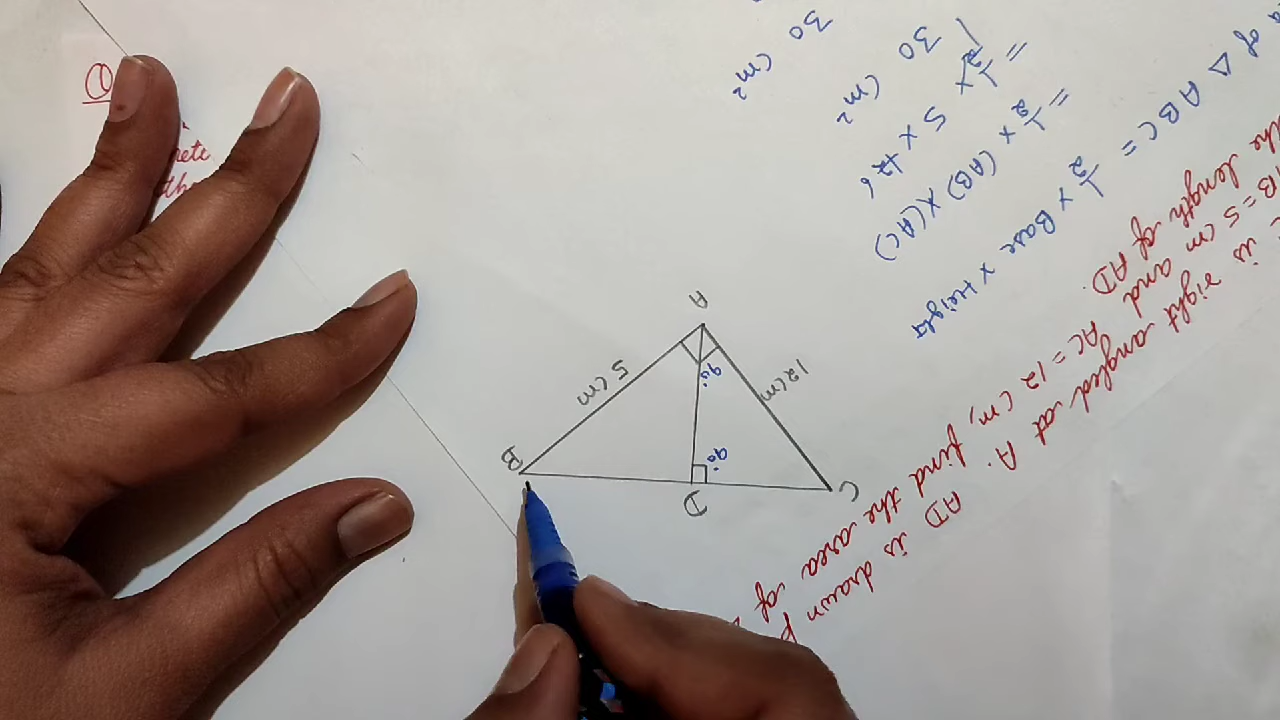 ①
A
5 cm
12 cm
90°
90°
B
D
C
is right angled at A. AD is drawn
AB = 5 cm and AC = 12 cm, find the area of
the length of AD.
of Δ ABC = 1/2 × Base × Height
= 1/2 × (AB) × (AC)
= 1/2 × 5 × 12 6
30 cm²
30 cm²